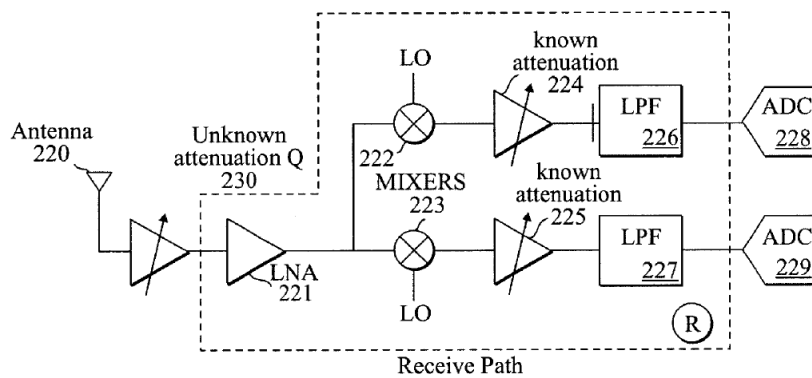 LO
known
attenuation
224
LPF
226
ADC
228
Antenna
220
Unknown
attenuation Q
230
222
MIXERS
223
known
attenuation
225
LPF
227
ADC
229
LNA
221
LO
R
Receive Path